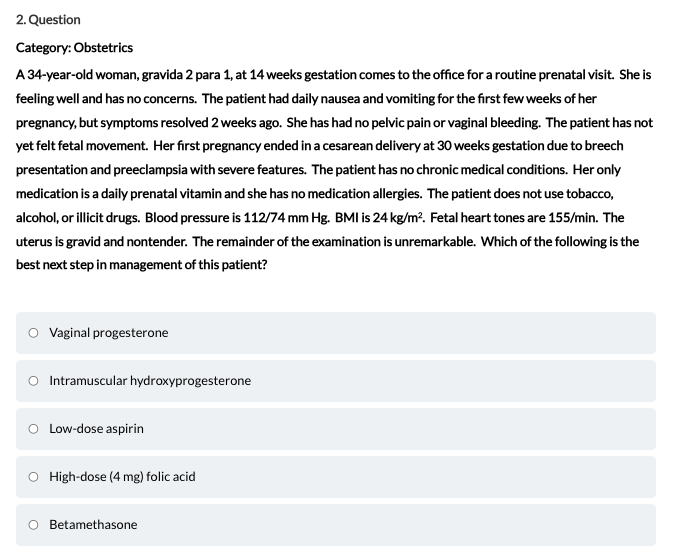 2. Question
Category: Obstetrics
A 34-year-old woman, gravida 2 para 1, at 14 weeks gestation comes to the office for a routine prenatal visit.  She is
feeling well and has no concerns.  The patient had daily nausea and vomiting for the first few weeks of her
pregnancy, but symptoms resolved 2 weeks ago.  She has had no pelvic pain or vaginal bleeding.  The patient has not
yet felt fetal movement.  Her first pregnancy ended in a cesarean delivery at 30 weeks gestation due to breech
presentation and preeclampsia with severe features.  The patient has no chronic medical conditions.  Her only
medication is a daily prenatal vitamin and she has no medication allergies.  The patient does not use tobacco,
alcohol, or illicit drugs.  Blood pressure is 112/74 mm Hg.  BMI is 24 kg/m².  Fetal heart tones are 155/min.  The
uterus is gravid and nontender.  The remainder of the examination is unremarkable.  Which of the following is the
best next step in management of this patient?
Vaginal progesterone
Intramuscular hydroxyprogesterone
Low-dose aspirin
High-dose (4 mg) folic acid
Betamethasone